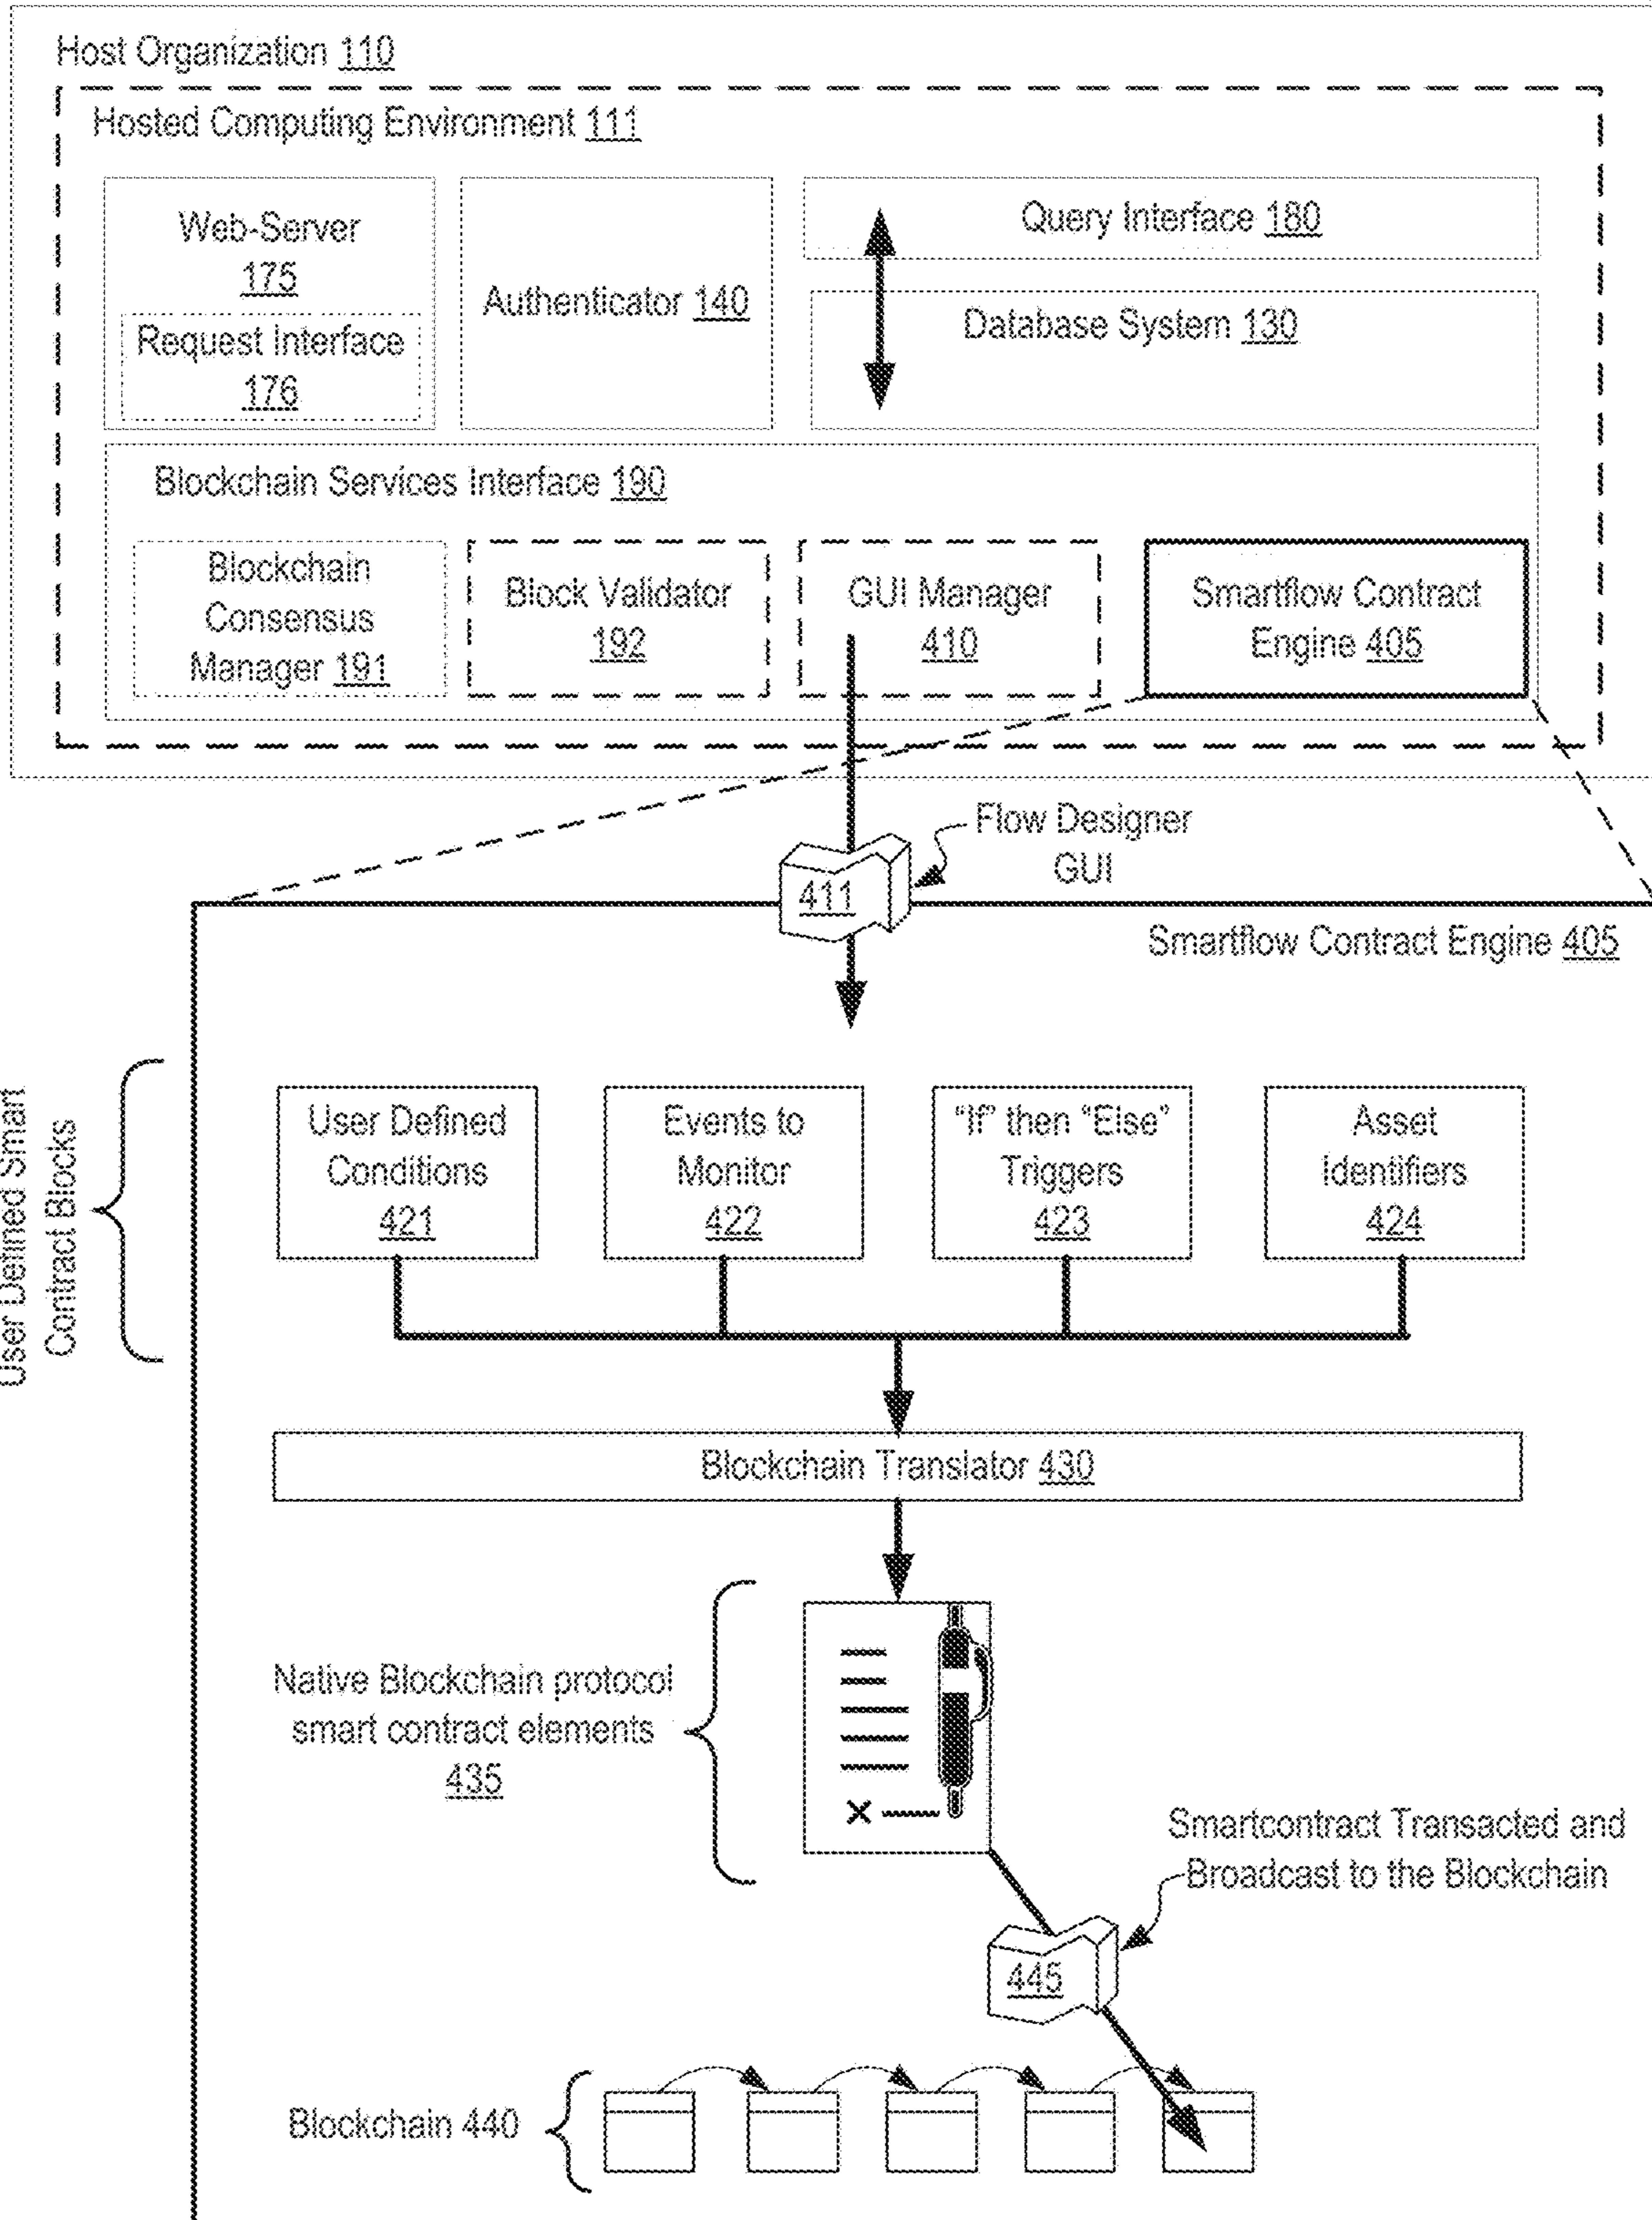 Host Organization 110
Hosted Computing Environment 111
Web-Server
175
Request Interface
176
Authenticator 140
Query Interface 180
Database System 130
Blockchain Services Interface 190
Blockchain
Consensus
Manager 191
Block Validator
192
GUI Manager
410
Smartflow Contract
Engine 405
Flow Designer
GUI
411
Smartflow Contract Engine 405
User Defined Smart
Contract Blocks
User Defined
Conditions
421
Events to
Monitor
422
“If” then “Else”
Triggers
423
Asset
Identifiers
424
Blockchain Translator 430
Native Blockchain protocol
smart contract elements
435
Smartcontract Transacted and
Broadcast to the Blockchain
445
Blockchain 440